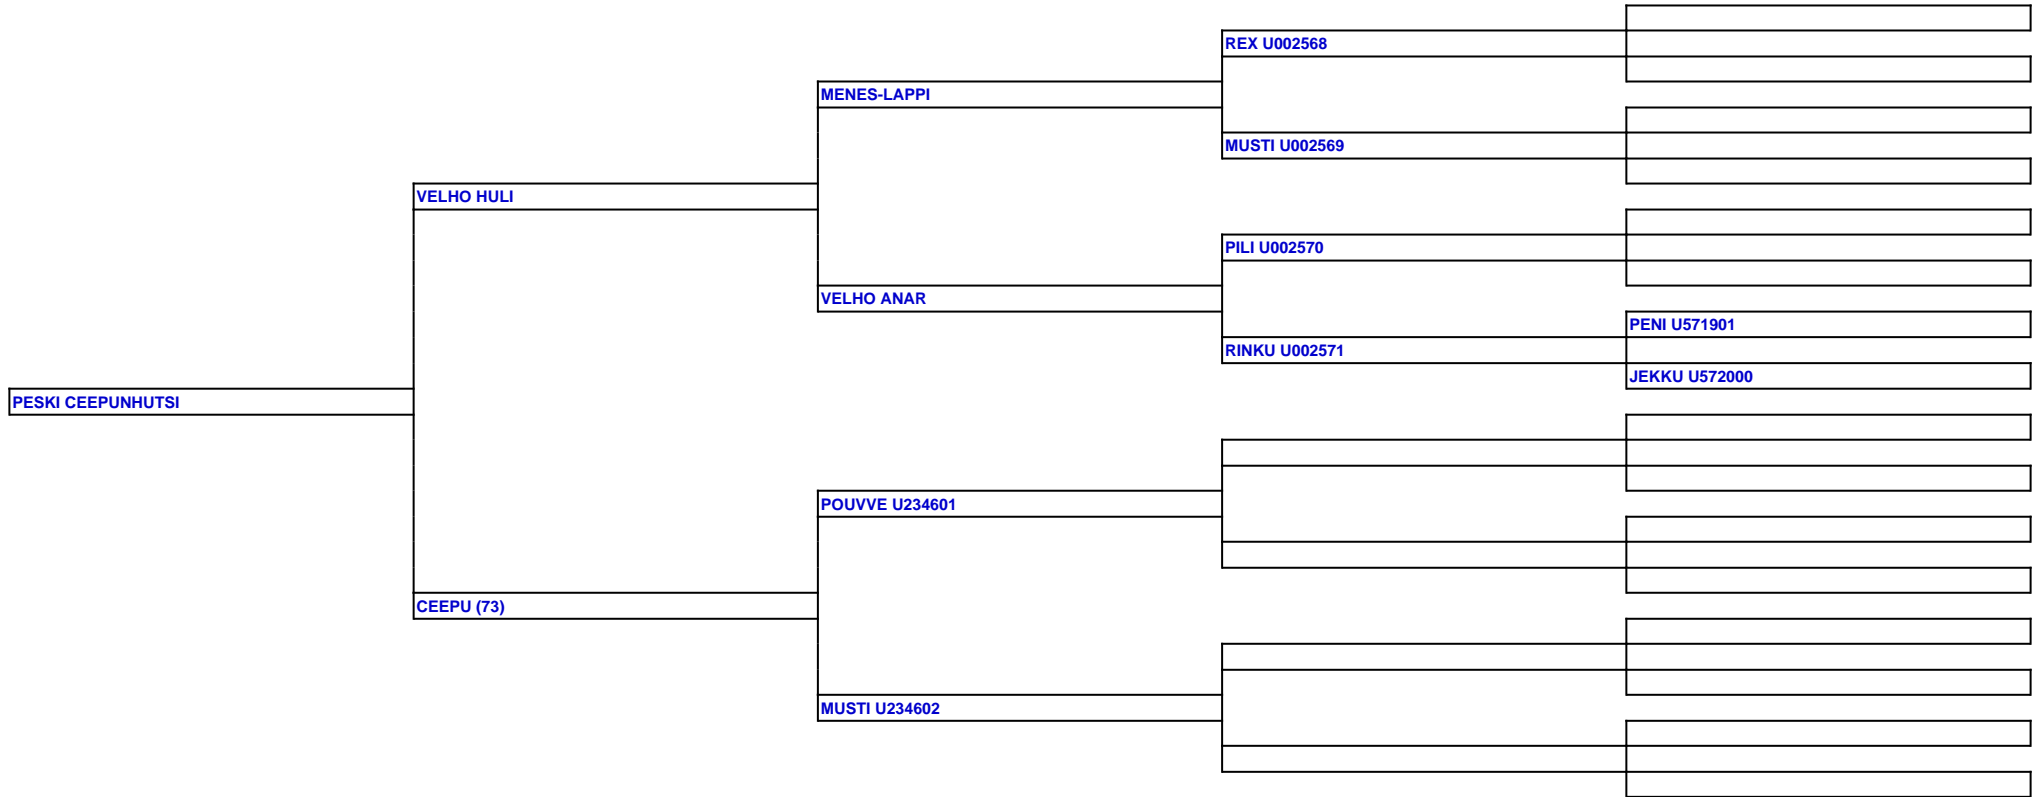 REX U002568
MENES-LAPPI
MUSTI U002569
VELHO HULI
PILI U002570
VELHO ANAR
PENI U571901
RINKU U002571
JEKKU U572000
PESKI CEEPUNHUTSI
POUVVE U234601
CEEPU (73)
MUSTI U234602